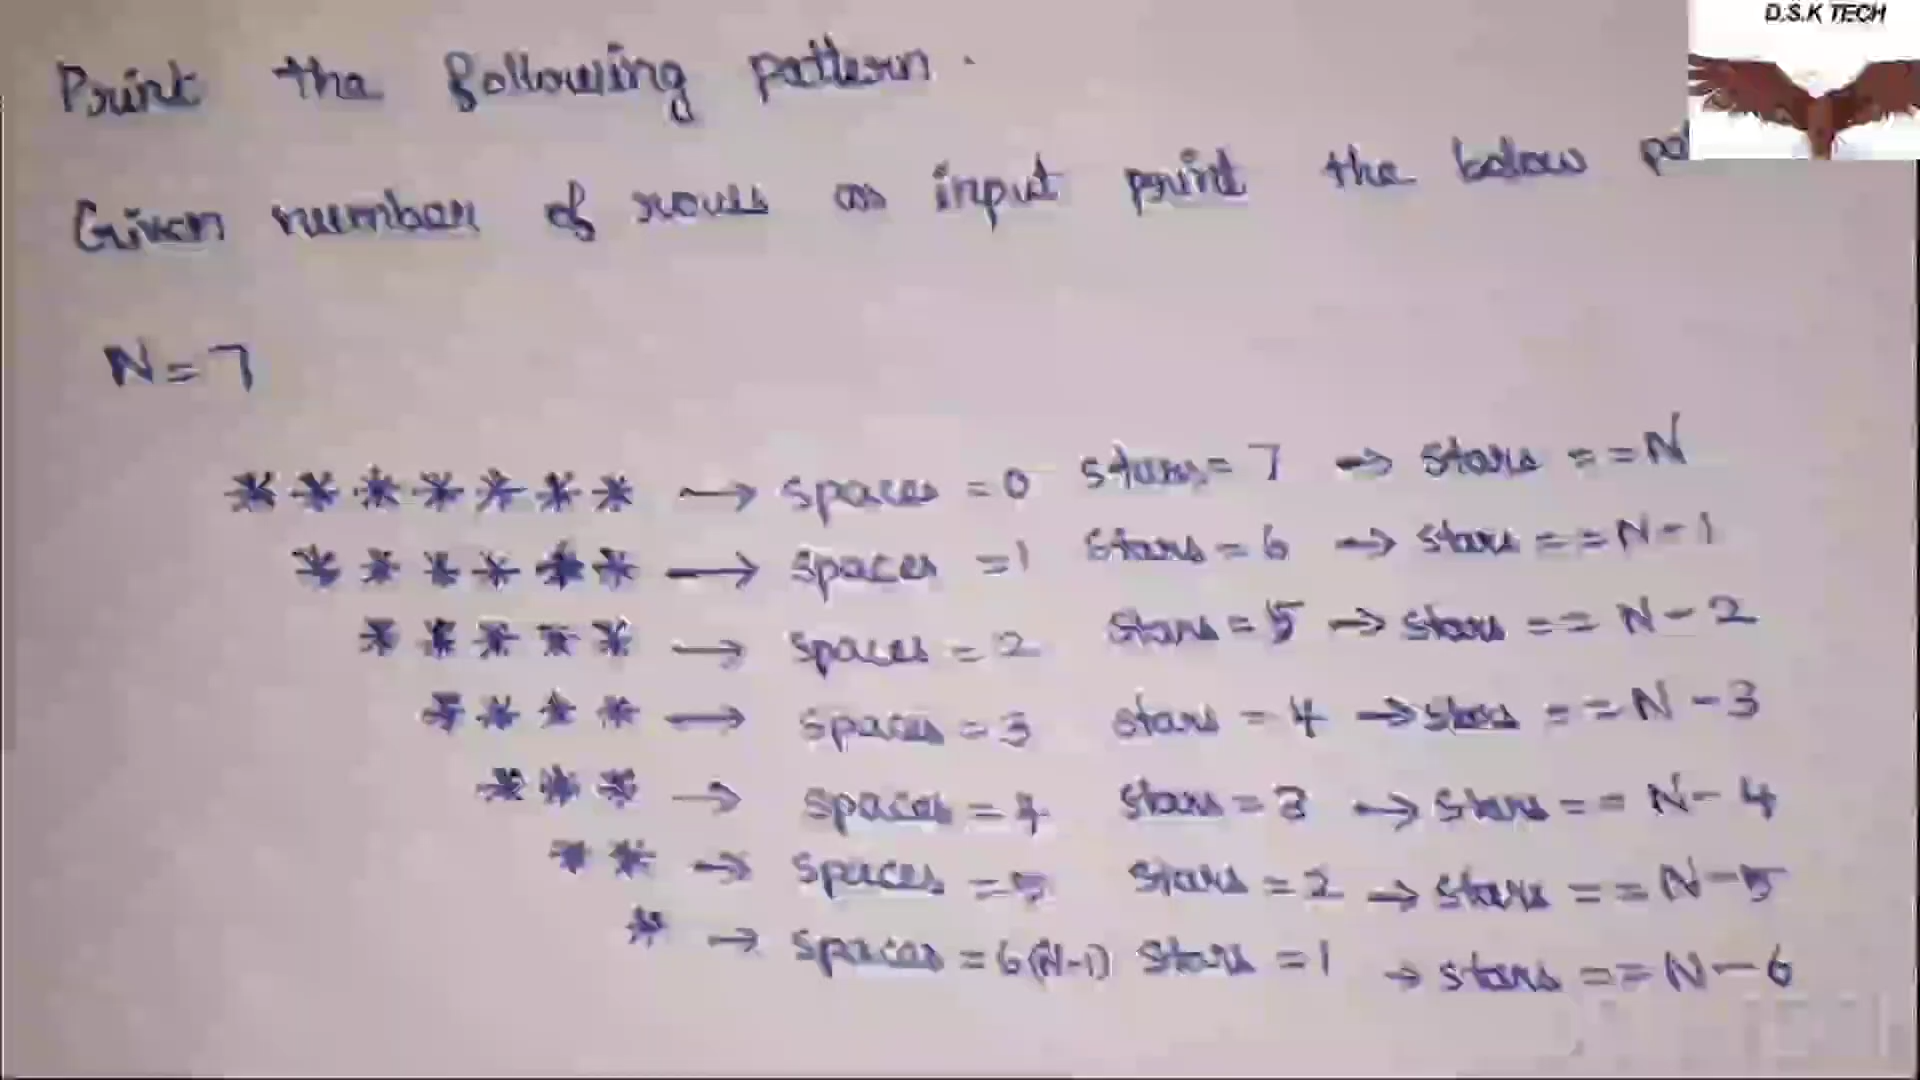 D.S.K TECH
Print the following pattern.
Given number of rows as input print the below
N=7
* * * * * * * → spaces = 0 stars = 7 → stars == N
* * * * * * → spaces = 1 stars = 6 → stars == N-1
* * * * * → spaces = 2 stars = 5 → stars == N-2
* * * * → spaces = 3 stars = 4 → stars == N-3
* * * → spaces = 4 stars = 3 → stars == N-4
* * → spaces = 5 stars = 2 → stars == N-5
* → spaces = 6(N-1) stars = 1 → stars == N-6